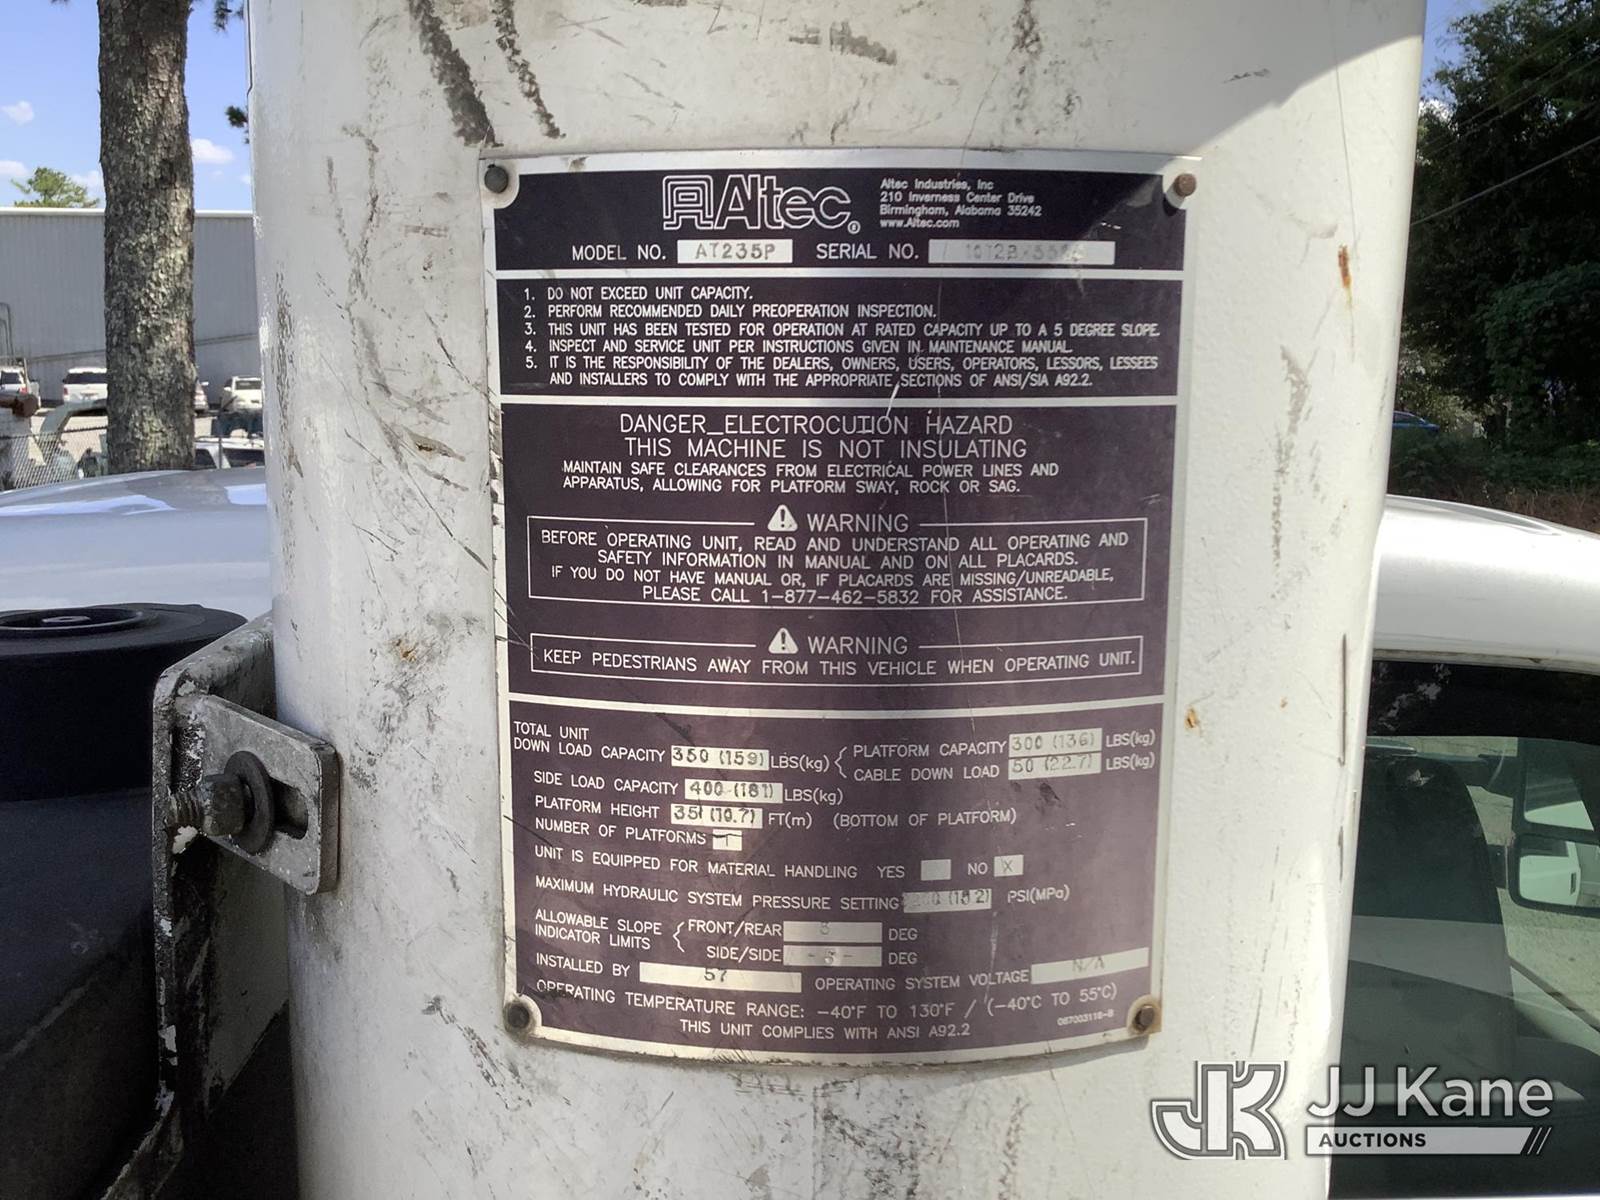 Altec
Altec Industries, Inc
210 Inverness Center Drive
Birmingham, Alabama 35242
www.Altec.com
MODEL NO. AT235P SERIAL NO.
1. DO NOT EXCEED UNIT CAPACITY.
2. PERFORM RECOMMENDED DAILY PREOPERATION INSPECTION.
3. THIS UNIT HAS BEEN TESTED FOR OPERATION AT RATED CAPACITY UP TO A 5 DEGREE SLOPE.
4. INSPECT AND SERVICE UNIT PER INSTRUCTIONS GIVEN IN MAINTENANCE MANUAL.
5. IT IS THE RESPONSIBILITY OF THE DEALERS, OWNERS, USERS, OPERATORS, LESSORS, LESSEES
AND INSTALLERS TO COMPLY WITH THE APPROPRIATE SECTIONS OF ANSI/SIA A92.2.
DANGER_ELECTROCUTION HAZARD
THIS MACHINE IS NOT INSULATING
MAINTAIN SAFE CLEARANCES FROM ELECTRICAL POWER LINES AND
APPARATUS, ALLOWING FOR PLATFORM SWAY, ROCK OR SAG.
WARNING
BEFORE OPERATING UNIT, READ AND UNDERSTAND ALL OPERATING AND
SAFETY INFORMATION IN MANUAL AND ON ALL PLACARDS.
IF YOU DO NOT HAVE MANUAL OR, IF PLACARDS ARE MISSING/UNREADABLE,
PLEASE CALL 1-877-462-5832 FOR ASSISTANCE.
WARNING
KEEP PEDESTRIANS AWAY FROM THIS VEHICLE WHEN OPERATING UNIT.
TOTAL UNIT
DOWN LOAD CAPACITY 350 (159) LBS(kg) { PLATFORM CAPACITY 300 (136) LBS(kg)
CABLE DOWN LOAD 50 (22.7) LBS(kg)
SIDE LOAD CAPACITY 400 (181) LBS(kg)
PLATFORM HEIGHT 35 (10.7) FT(m) (BOTTOM OF PLATFORM)
NUMBER OF PLATFORMS 1
UNIT IS EQUIPPED FOR MATERIAL HANDLING YES NO X
MAXIMUM HYDRAULIC SYSTEM PRESSURE SETTING PSI(MPa)
ALLOWABLE SLOPE
INDICATOR LIMITS { FRONT/REAR DEG
SIDE/SIDE DEG
INSTALLED BY 57 OPERATING SYSTEM VOLTAGE N/A
OPERATING TEMPERATURE RANGE: -40°F TO 130°F / (-40°C TO 55°C)
THIS UNIT COMPLIES WITH ANSI A92.2
067003116-B
JJ Kane
AUCTIONS